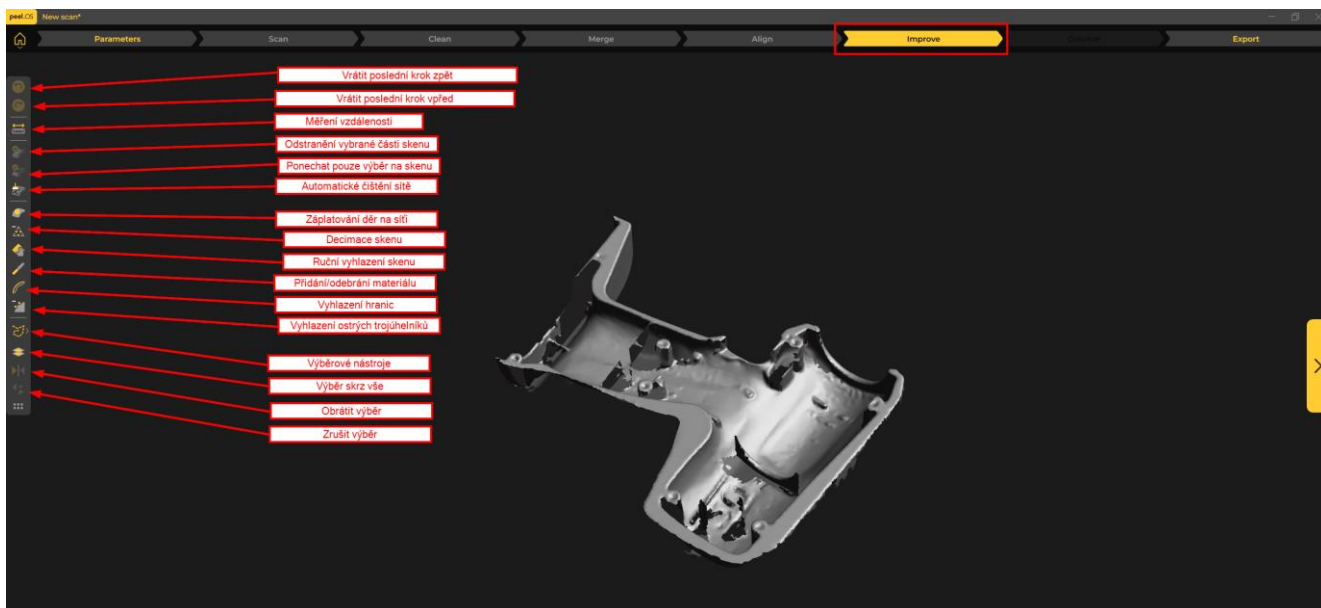 peel.OS New scan*
Parameters Scan Clean Merge Align Improve Export
Vrátit poslední krok zpět
Vrátit poslední krok vpřed
Měření vzdálenosti
Odstranění vybrané části skenu
Ponechat pouze výběr na skenu
Automatické čištění sítě
Záplatování děr na síťi
Decimace skenu
Ruční vyhlazení skenu
Přidání/odebrání materiálu
Vyhlazení hranic
Vyhlazení ostrých trojúhelníků
Výběrové nástroje
Výběr skrz vše
Obrátit výběr
Zrušit výběr